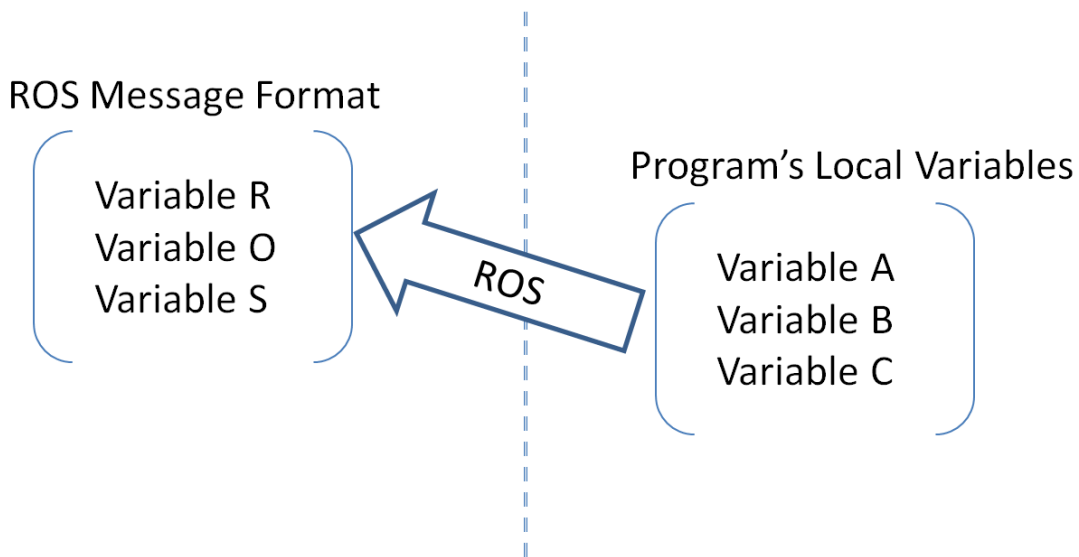 ROS Message Format
Variable R
Variable O
Variable S
ROS
Program’s Local Variables
Variable A
Variable B
Variable C